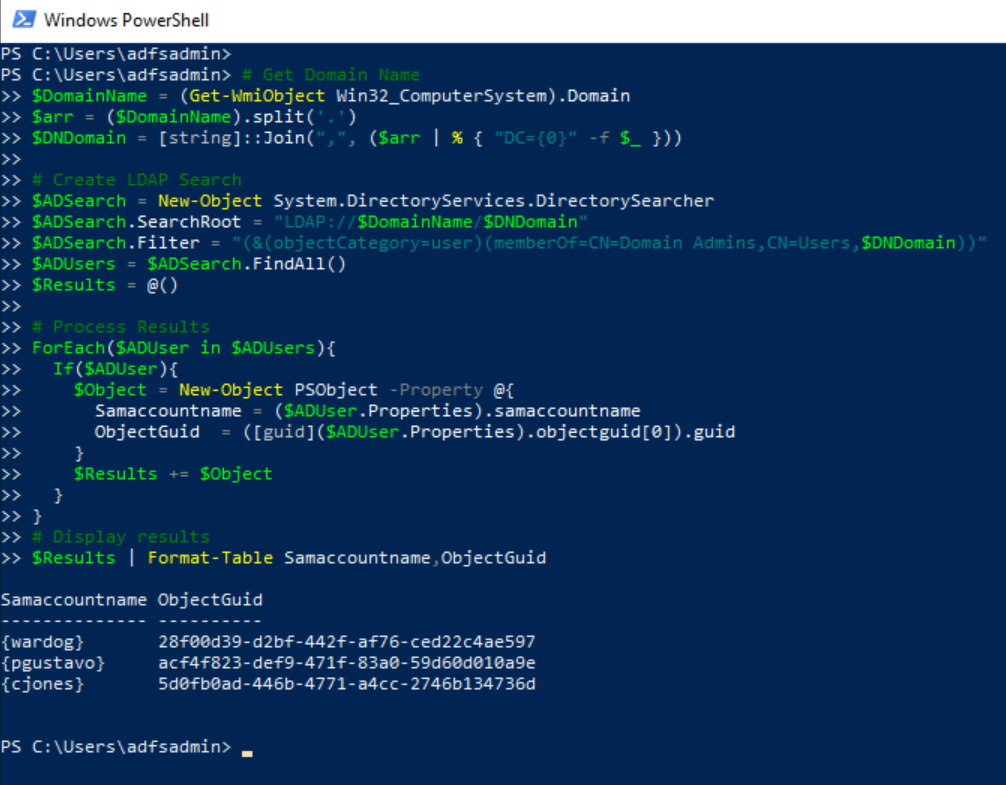 Windows PowerShell
PS C:\Users\adfsadmin>
PS C:\Users\adfsadmin> # Get Domain Name
>> $DomainName = (Get-WmiObject Win32_ComputerSystem).Domain
>> $arr = ($DomainName).split('.')
>> $DNDomain = [string]::Join(",", ($arr | % { "DC={0}" -f $_ }))
>>
>> # Create LDAP Search
>> $ADSearch = New-Object System.DirectoryServices.DirectorySearcher
>> $ADSearch.SearchRoot = "LDAP://$DomainName/$DNDomain"
>> $ADSearch.Filter = "(&(objectCategory=user)(memberOf=CN=Domain Admins,CN=Users,$DNDomain))"
>> $ADUsers = $ADSearch.FindAll()
>> $Results = @()
>>
>> # Process Results
>> ForEach($ADUser in $ADUsers){
>>   If($ADUser){
>>     $Object = New-Object PSObject -Property @{
>>       Samaccountname = ($ADUser.Properties).samaccountname
>>       ObjectGuid  = ([guid]($ADUser.Properties).objectguid[0]).guid
>>     }
>>     $Results += $Object
>>   }
>> }
>> # Display results
>> $Results | Format-Table Samaccountname,ObjectGuid
Samaccountname ObjectGuid
-------------- ----------
{wardog}       28f00d39-d2bf-442f-af76-ced22c4ae597
{pgustavo}     acf4f823-def9-471f-83a0-59d60d010a9e
{cjones}       5d0fb0ad-446b-4771-a4cc-2746b134736d
PS C:\Users\adfsadmin>